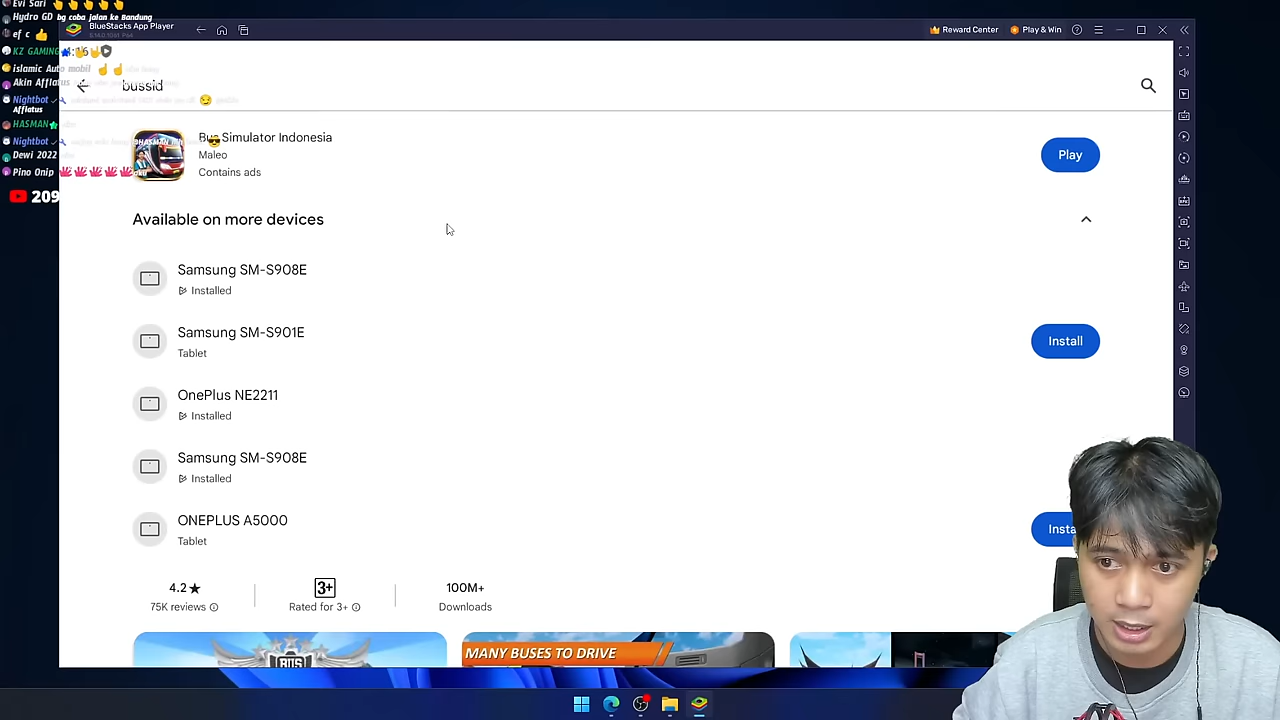 Evi Sari
Hydro GD bg coba jalan ke Bandung
ef c
KZ GAMING
islamic Auto mobil
Akin Afflatus
Nightbot
Afflatus
HASMAN
Nightbot
Dewi 2022
Pino Onip
209
BlueStacks App Player
Reward Center
Play & Win
bussid
Bus Simulator Indonesia
Maleo
Contains ads
Play
Available on more devices
Samsung SM-S908E
Installed
Samsung SM-S901E
Tablet
Install
OnePlus NE2211
Installed
Samsung SM-S908E
Installed
ONEPLUS A5000
Tablet
Insta
4.2★
75K reviews
3+
Rated for 3+
100M+
Downloads
BUS
MANY BUSES TO DRIVE